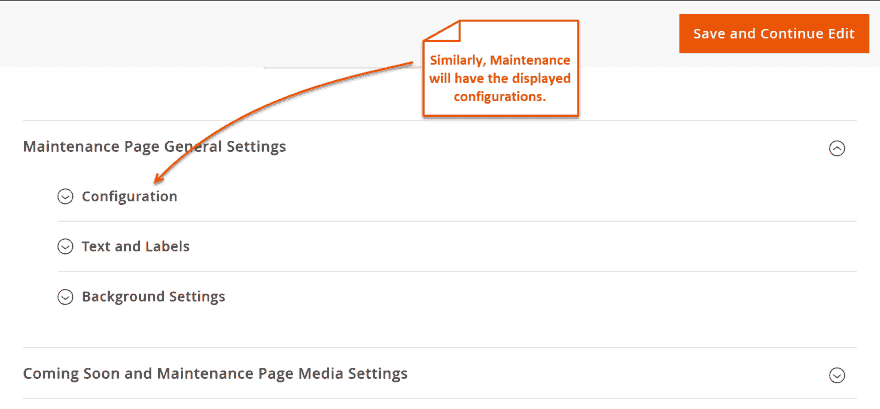 Save and Continue Edit
Similarly, Maintenance
will have the displayed
configurations.
Maintenance Page General Settings
Configuration
Text and Labels
Background Settings
Coming Soon and Maintenance Page Media Settings